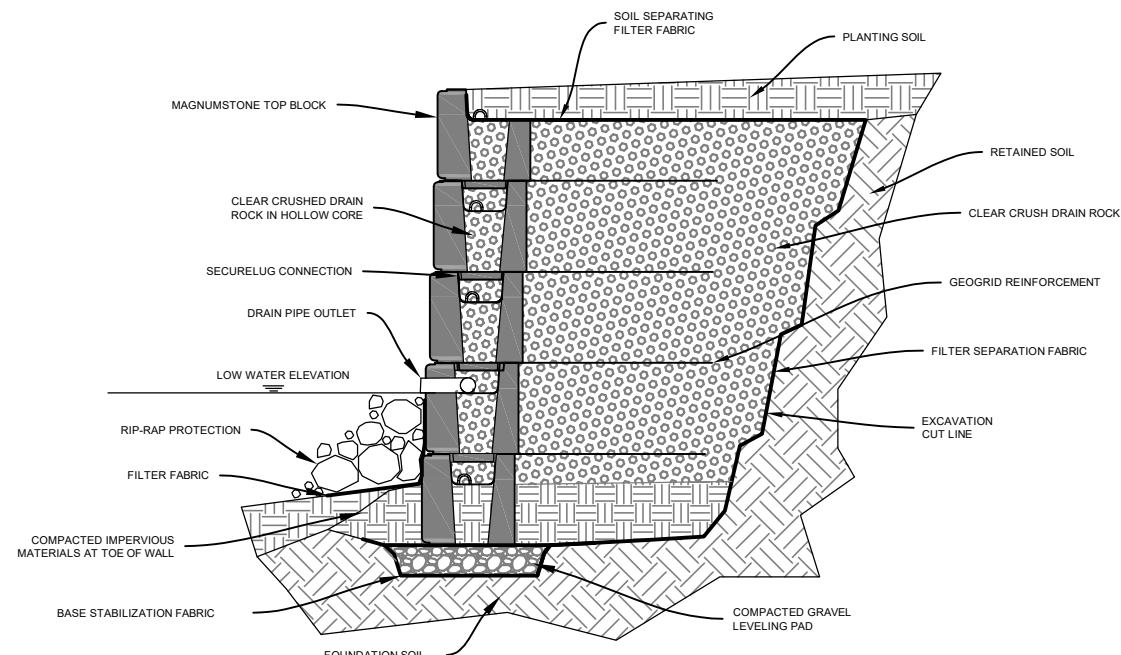 SOIL SEPARATING
FILTER FABRIC
PLANTING SOIL
MAGNUMSTONE TOP BLOCK
RETAINED SOIL
CLEAR CRUSHED DRAIN
ROCK IN HOLLOW CORE
CLEAR CRUSH DRAIN ROCK
SECURELUG CONNECTION
GEOGRID REINFORCEMENT
DRAIN PIPE OUTLET
FILTER SEPARATION FABRIC
LOW WATER ELEVATION
EXCAVATION
CUT LINE
RIP-RAP PROTECTION
FILTER FABRIC
COMPACTED IMPERVIOUS
MATERIALS AT TOE OF WALL
BASE STABILIZATION FABRIC
COMPACTED GRAVEL
LEVELING PAD
FOUNDATION SOIL